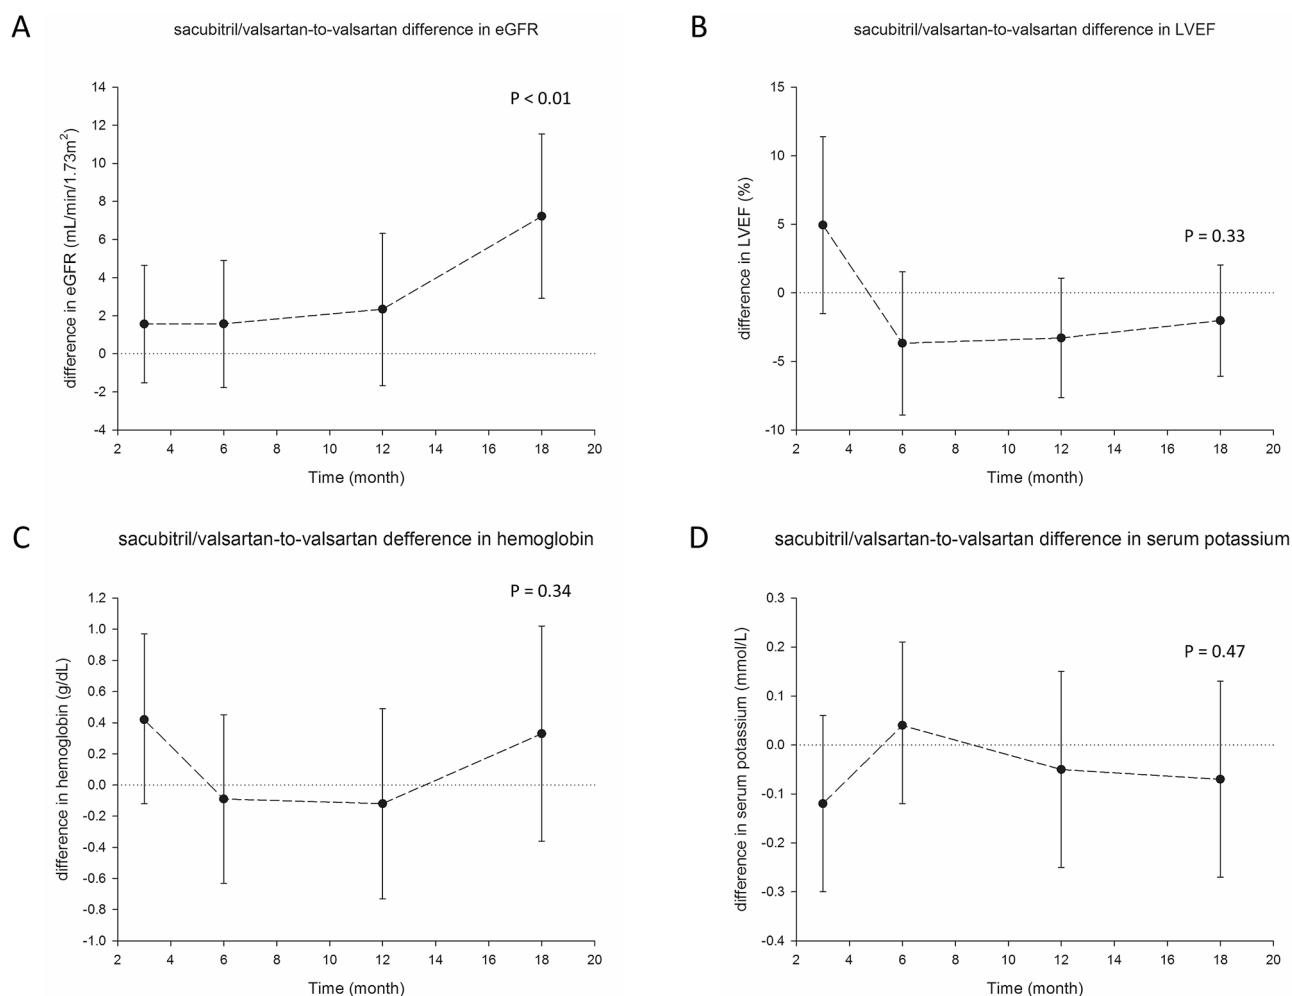 A
sacubitril/valsartan-to-valsartan difference in eGFR
P < 0.01
difference in eGFR (mL/min/1.73m²)
14
12
10
8
6
4
2
0
-2
-4
2 4 6 8 10 12 14 16 18 20
Time (month)
B
sacubitril/valsartan-to-valsartan difference in LVEF
P = 0.33
difference in LVEF (%)
15
10
5
0
-5
-10
2 4 6 8 10 12 14 16 18 20
Time (month)
C
sacubitril/valsartan-to-valsartan defference in hemoglobin
P = 0.34
difference in hemoglobin (g/dL)
1.2
1.0
0.8
0.6
0.4
0.2
0.0
-0.2
-0.4
-0.6
-0.8
-1.0
2 4 6 8 10 12 14 16 18 20
Time (month)
D
sacubitril/valsartan-to-valsartan difference in serum potassium
P = 0.47
difference in serum potassium (mmol/L)
0.3
0.2
0.1
0.0
-0.1
-0.2
-0.3
-0.4
2 4 6 8 10 12 14 16 18 20
Time (month)